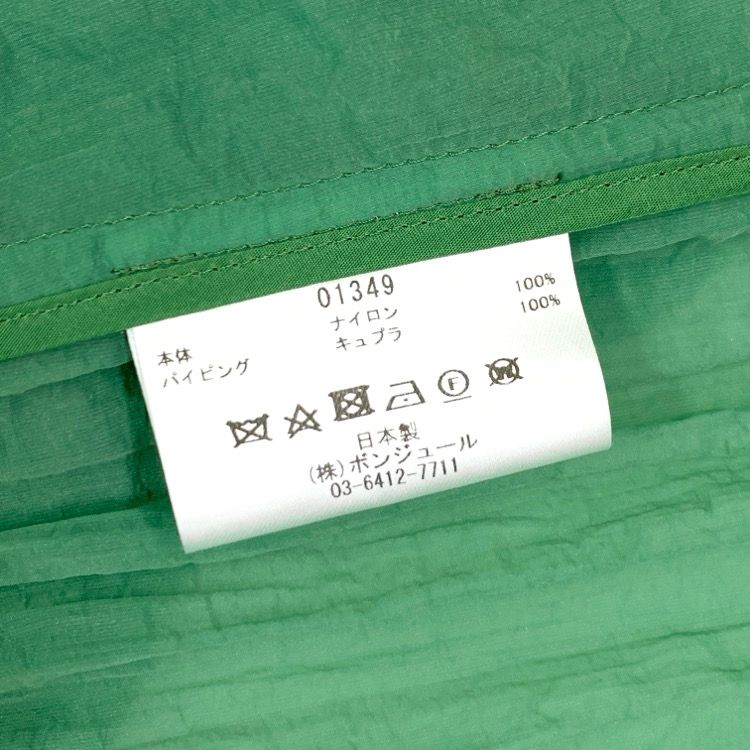 01349
本体 ナイロン 100%
パイピング キュプラ 100%
F W
日本製
(株)ボンジュール
03-6412-7711